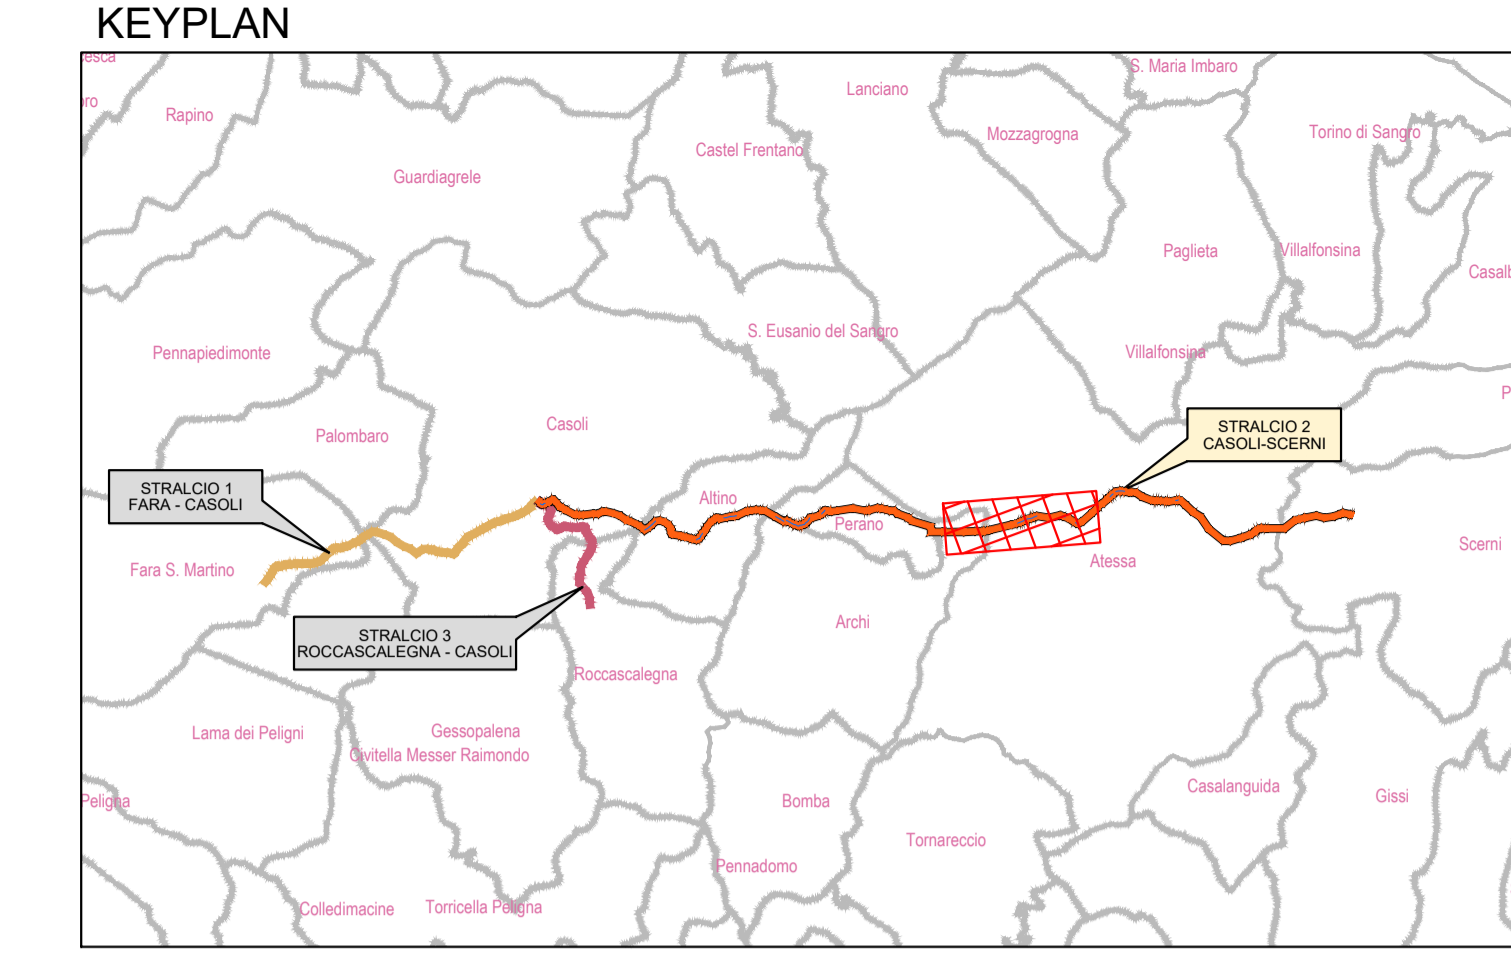 KEYPLAN
esca
S. Maria Imbaro
Lanciano
oro
Rapino
Mozzagrogna
Torino di Sangro
Castel Frentano
Guardiagrele
Paglieta
Villalfonsina
Casalb
S. Eusanio del Sangro
Pennapiedimonte
Villalfonsina
P
Casoli
Palombaro
STRALCIO 2
CASOLI-SCERNI
STRALCIO 1
FARA - CASOLI
Altino
Perano
Scerni
Fara S. Martino
Atessa
Archi
STRALCIO 3
ROCCASCALEGNA - CASOLI
Roccascalegna
Lama dei Peligni
Gessopalena
Civitella Messer Raimondo
Casalanguida
Peligna
Bomba
Gissi
Tornareccio
Pennadomo
Colledimacine
Torricella Peligna